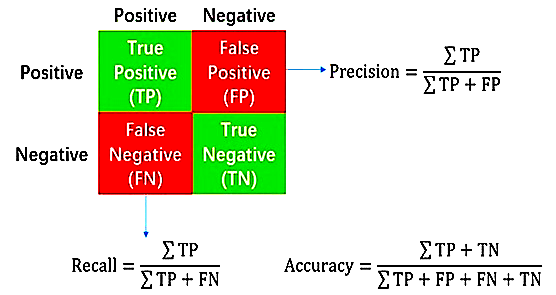 Positive Negative
Positive
True
Positive
(TP)
False
Positive
(FP)
Precision = ∑ TP / ∑ TP + FP
Negative
False
Negative
(FN)
True
Negative
(TN)
Recall = ∑ TP / ∑ TP + FN
Accuracy = ∑ TP + TN / ∑ TP + FP + FN + TN